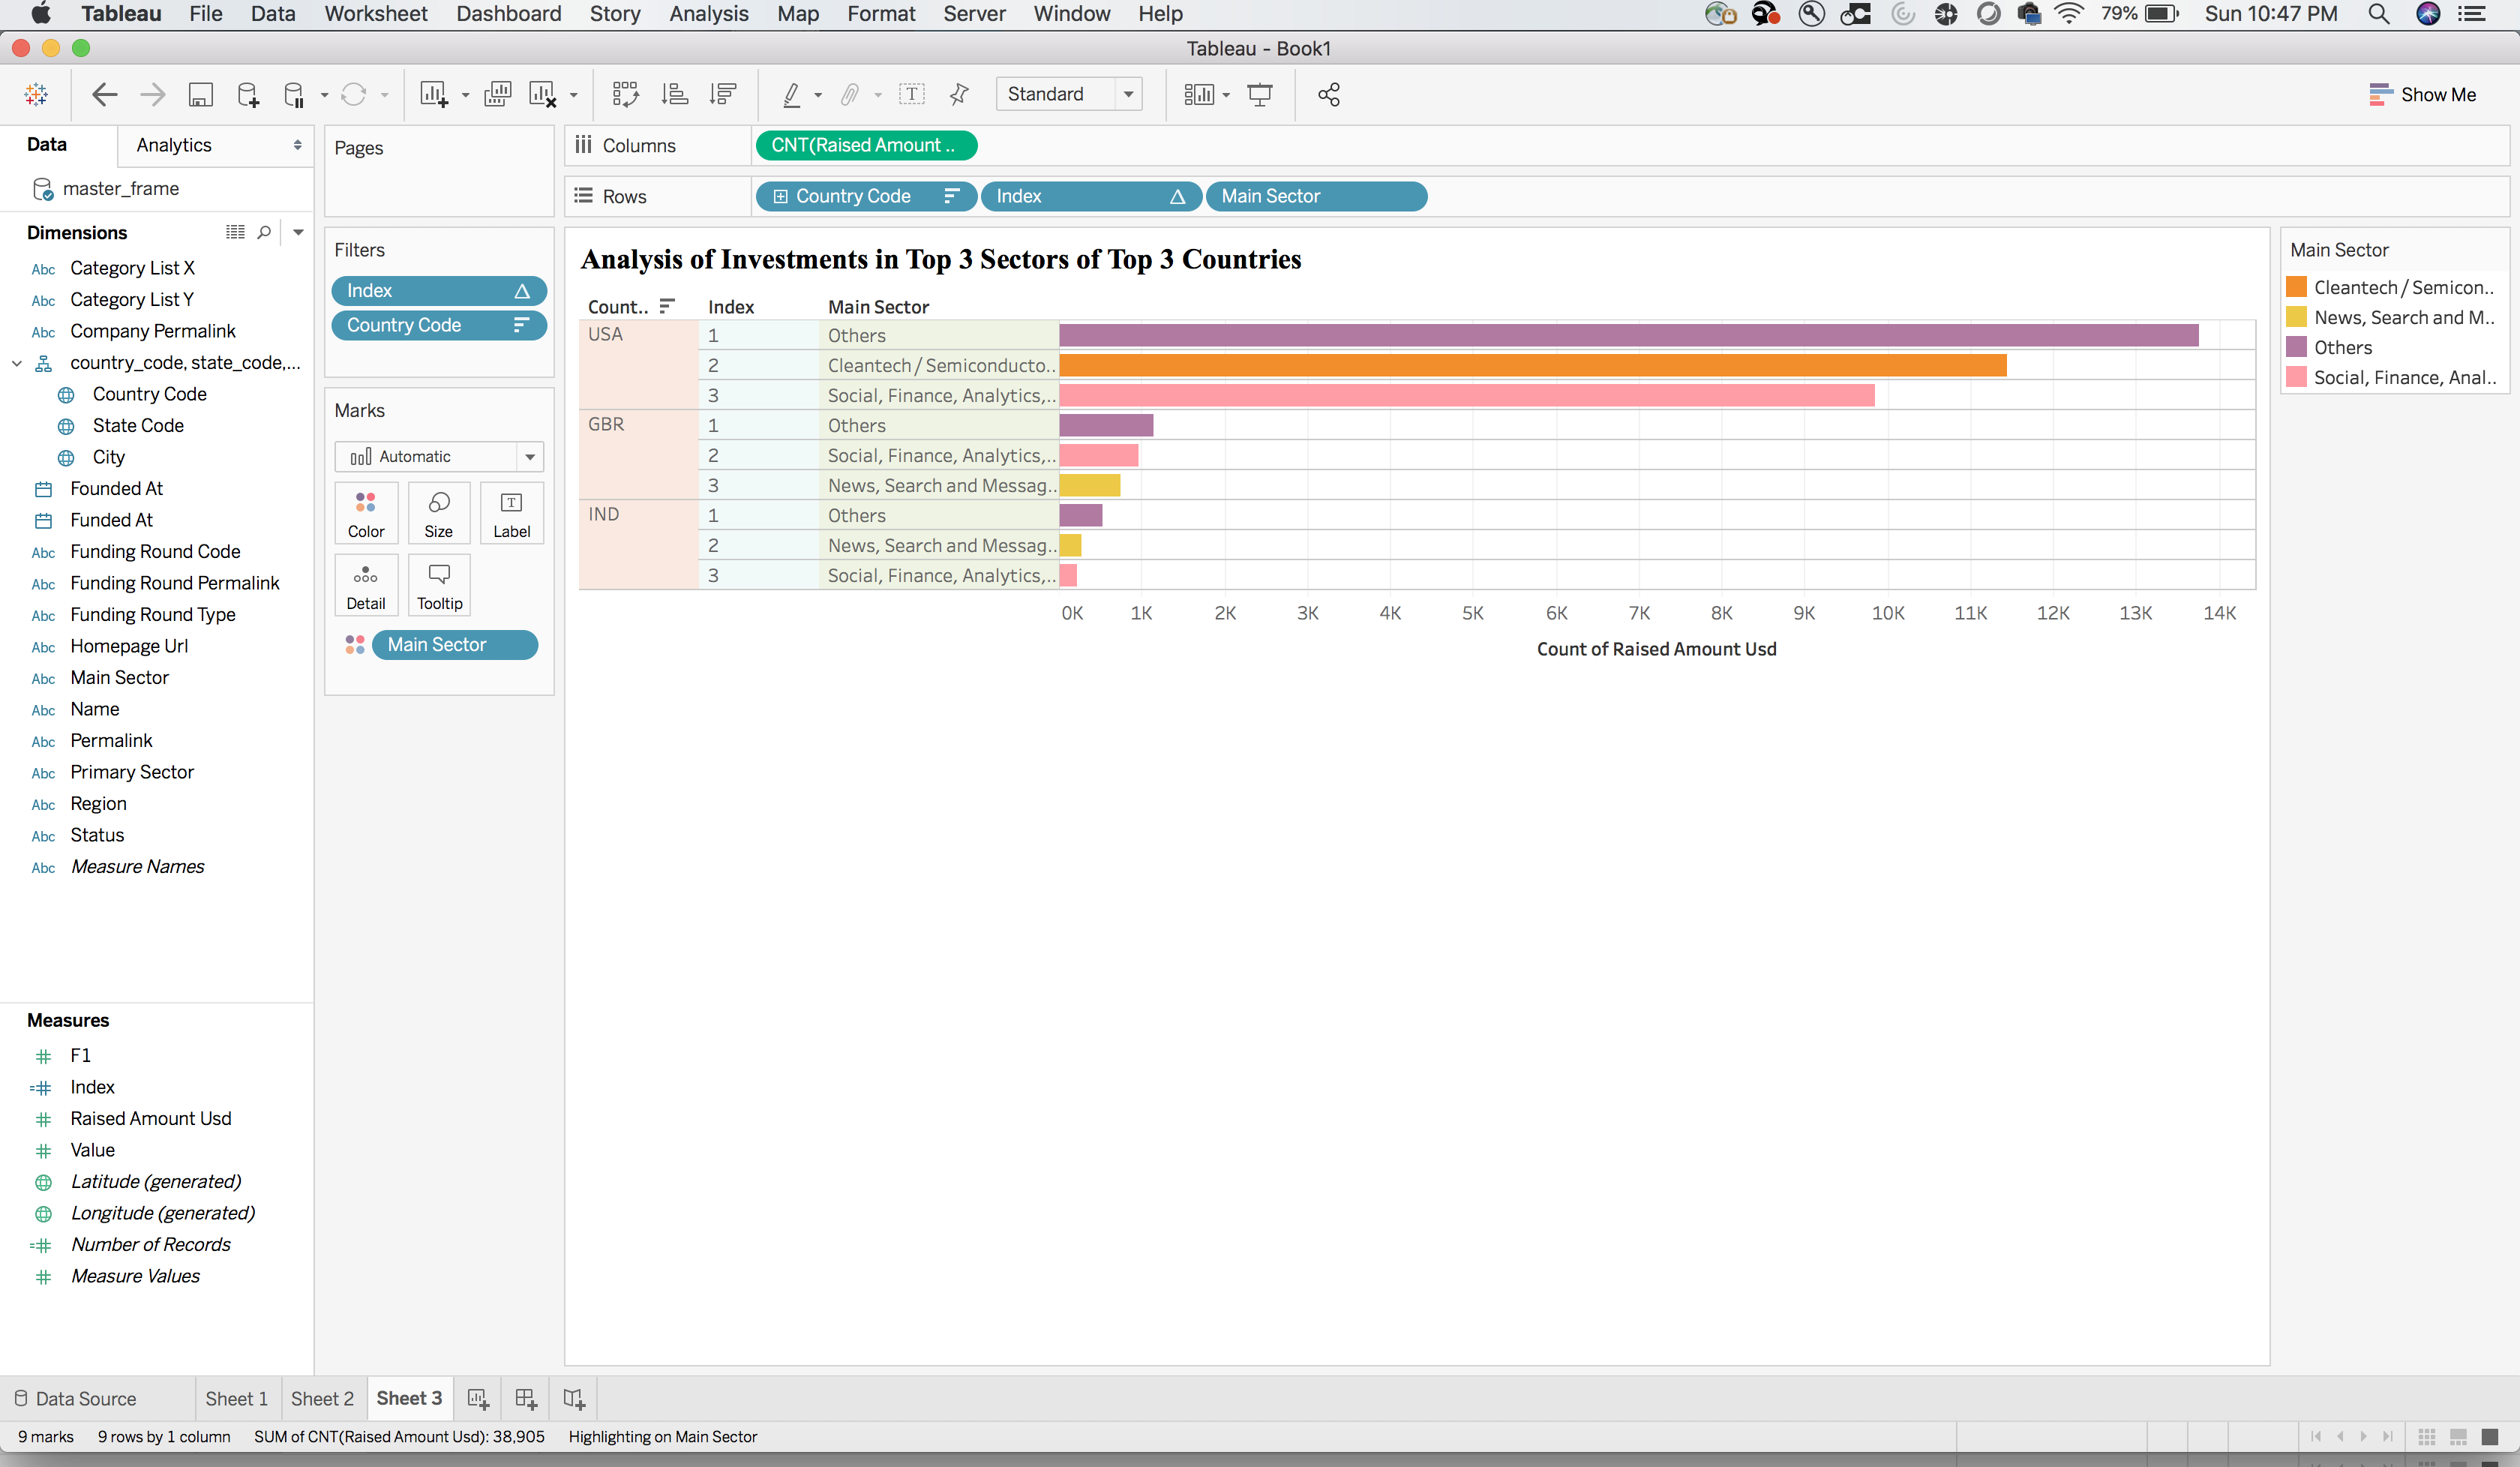 Tableau File Data Worksheet Dashboard Story Analysis Map Format Server Window Help 79% Sun 10:47 PM
Tableau - Book1
Standard Show Me
Data Analytics
master_frame
Dimensions
Abc Category List X
Abc Category List Y
Abc Company Permalink
country_code, state_code,...
Country Code
State Code
City
Founded At
Funded At
Abc Funding Round Code
Abc Funding Round Permalink
Abc Funding Round Type
Abc Homepage Url
Abc Main Sector
Abc Name
Abc Permalink
Abc Primary Sector
Abc Region
Abc Status
Abc Measure Names
Measures
F1
Index
Raised Amount Usd
Value
Latitude (generated)
Longitude (generated)
Number of Records
Measure Values
Pages
Filters
Index
Country Code
Marks
Automatic
Color Size Label
Detail Tooltip
Main Sector
Columns CNT(Raised Amount ..
Rows Country Code Index Main Sector
Analysis of Investments in Top 3 Sectors of Top 3 Countries
Count.. Index Main Sector
USA 1 Others
2 Cleantech / Semiconducto..
3 Social, Finance, Analytics,..
GBR 1 Others
2 Social, Finance, Analytics,..
3 News, Search and Messag..
IND 1 Others
2 News, Search and Messag..
3 Social, Finance, Analytics,..
0K 1K 2K 3K 4K 5K 6K 7K 8K 9K 10K 11K 12K 13K 14K
Count of Raised Amount Usd
Main Sector
Cleantech / Semicon..
News, Search and M..
Others
Social, Finance, Anal..
Data Source Sheet 1 Sheet 2 Sheet 3
9 marks 9 rows by 1 column SUM of CNT(Raised Amount Usd): 38,905 Highlighting on Main Sector